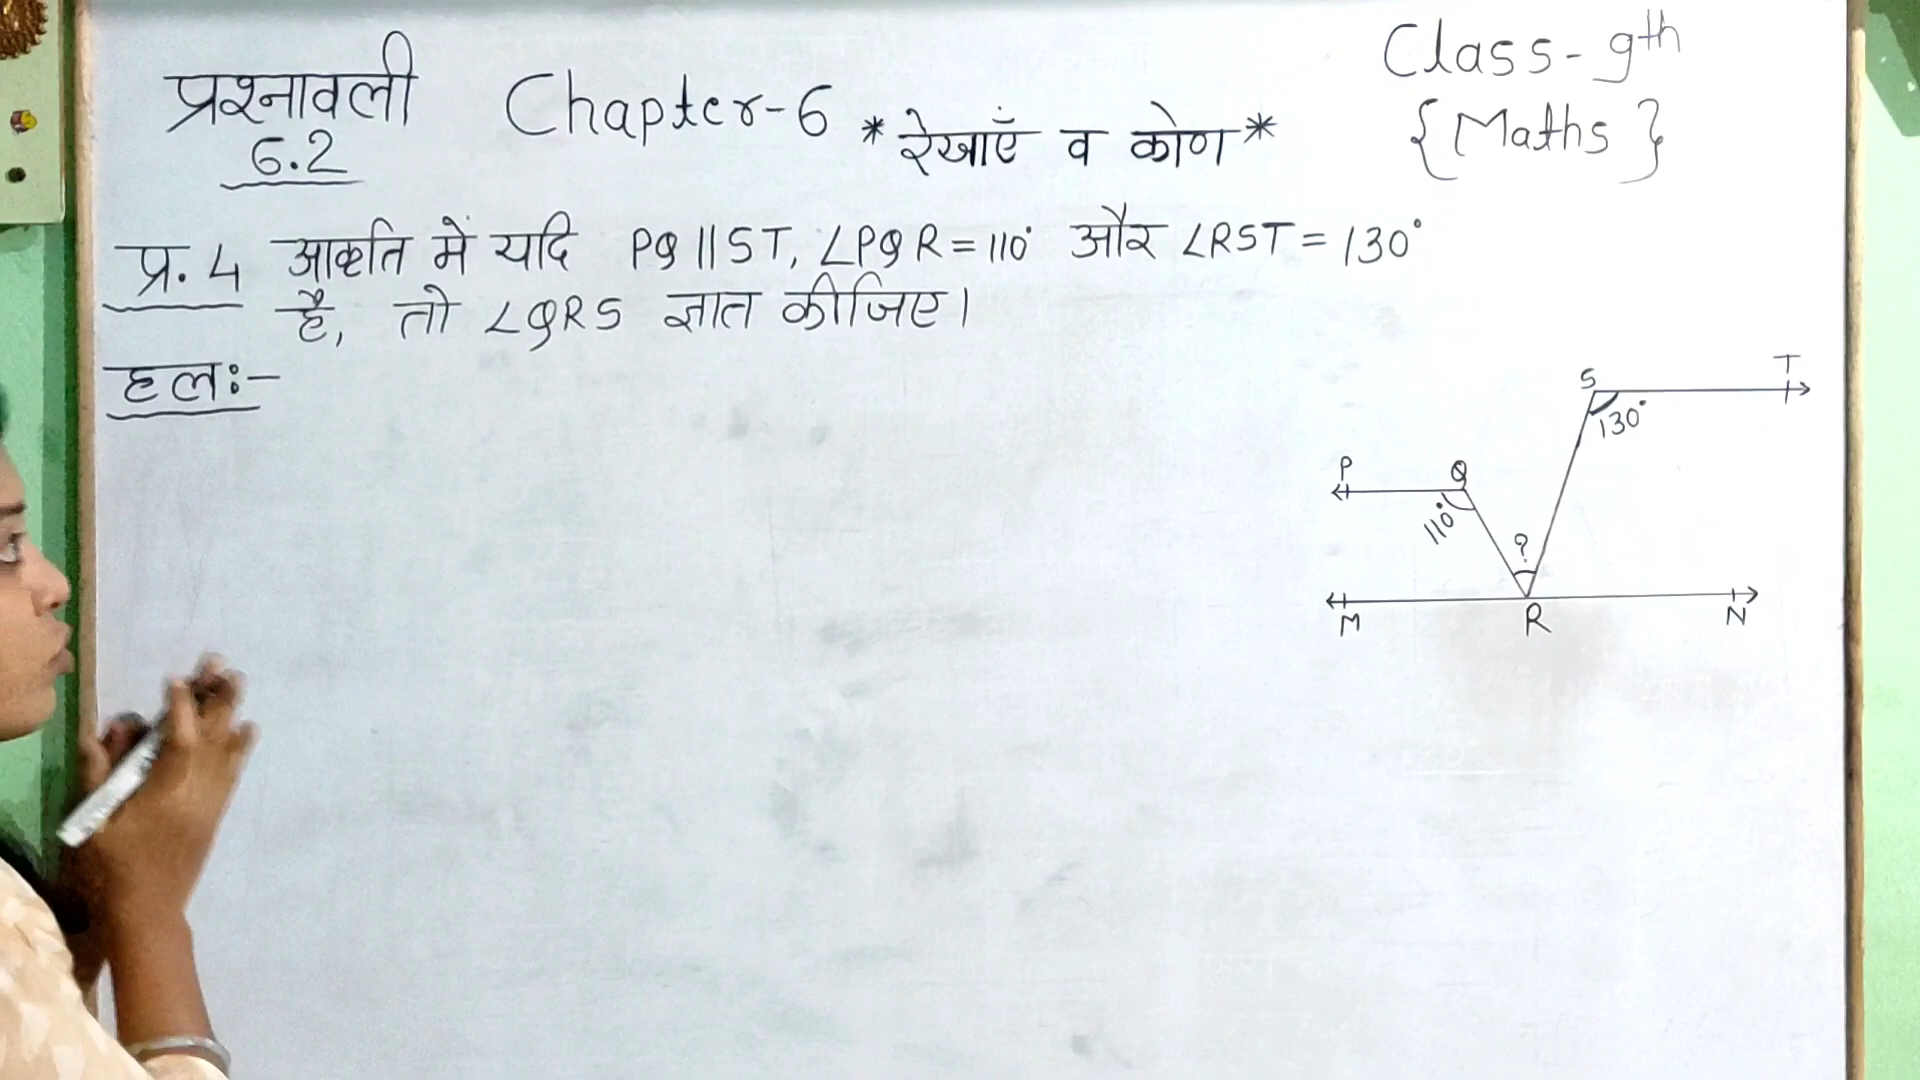 Class- 9th
प्रश्नावली Chapter-6 *रेखाएँ व कोण* {Maths}
6.2
प्र. 4 आकृति में यदि PQ || ST, ∠PQR = 110° और ∠RST = 130°
है, तो ∠QRS ज्ञात कीजिए।
हलः-
S T
130°
P Q
110°
?
M R N